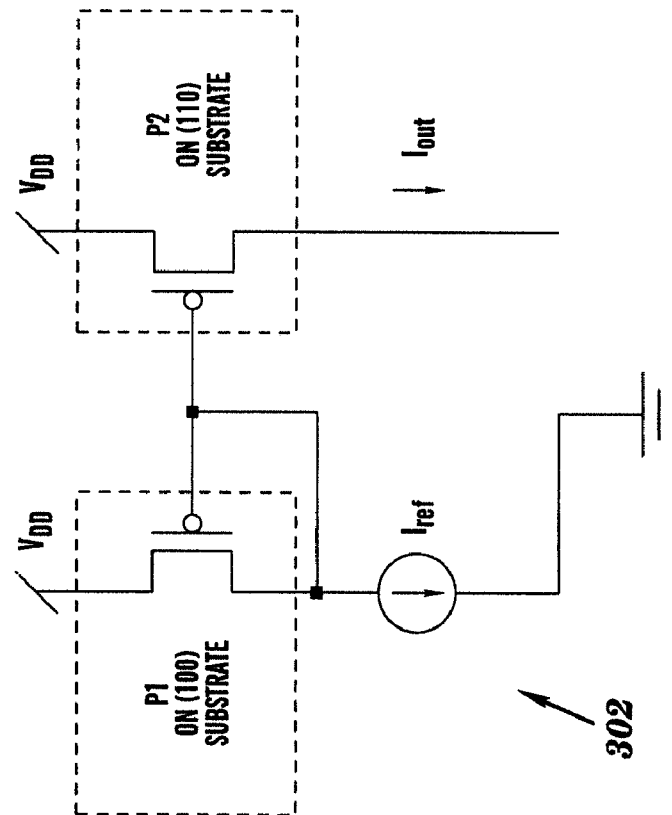 V_DD
P1
ON (100)
SUBSTRATE
V_DD
P2
ON (110)
SUBSTRATE
I_ref
I_out
302